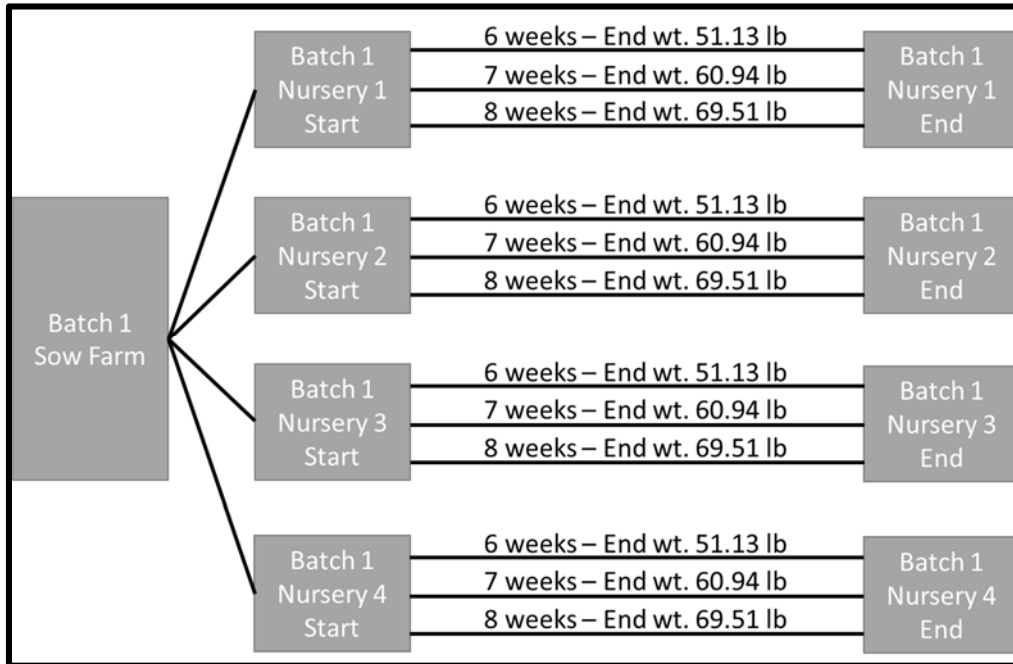 Batch 1
Sow Farm
Batch 1
Nursery 1
Start
6 weeks – End wt. 51.13 lb
7 weeks – End wt. 60.94 lb
8 weeks – End wt. 69.51 lb
Batch 1
Nursery 1
End
Batch 1
Nursery 2
Start
6 weeks – End wt. 51.13 lb
7 weeks – End wt. 60.94 lb
8 weeks – End wt. 69.51 lb
Batch 1
Nursery 2
End
Batch 1
Nursery 3
Start
6 weeks – End wt. 51.13 lb
7 weeks – End wt. 60.94 lb
8 weeks – End wt. 69.51 lb
Batch 1
Nursery 3
End
Batch 1
Nursery 4
Start
6 weeks – End wt. 51.13 lb
7 weeks – End wt. 60.94 lb
8 weeks – End wt. 69.51 lb
Batch 1
Nursery 4
End